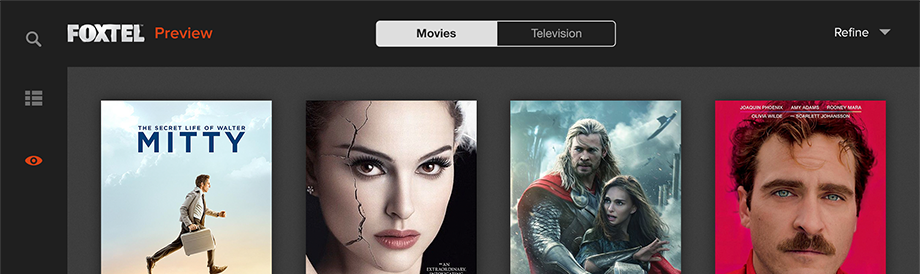 FOXTEL Preview
Movies
Television
Refine
THE SECRET LIFE OF WALTER
MITTY
AN
EXTRAORDINARY
JOAQUIN PHOENIX AMY ADAMS ROONEY MARA
OLIVIA WILDE AND SCARLETT JOHANSSON